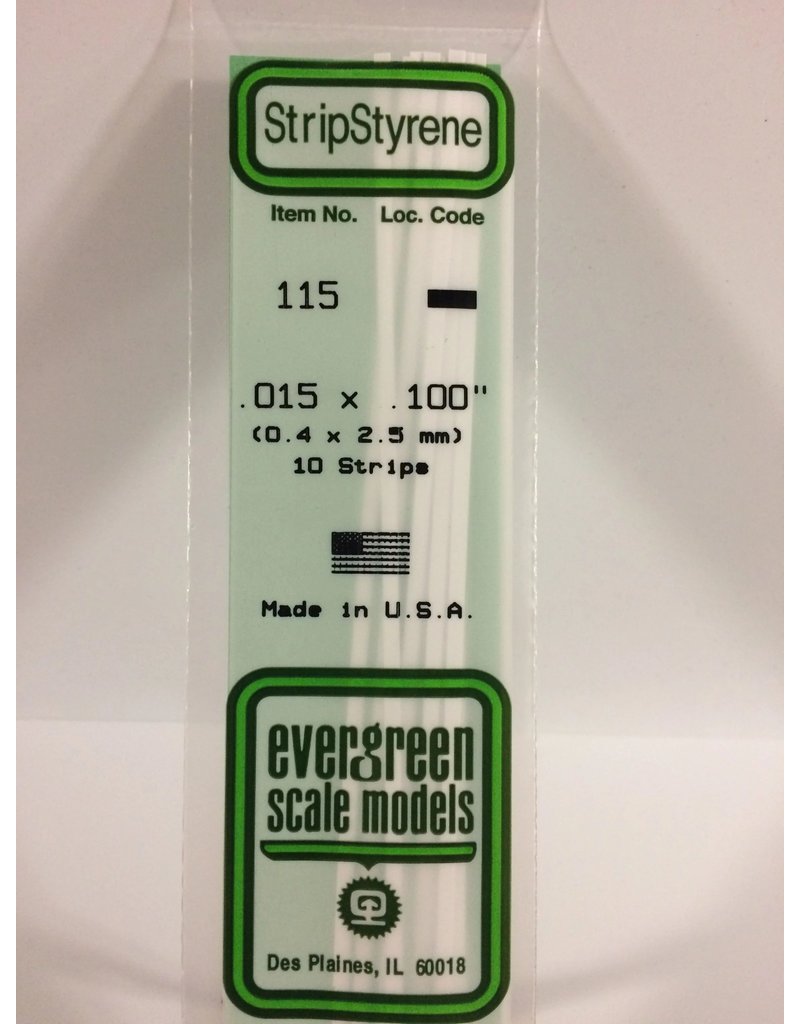 StripStyrene
Item No. Loc. Code
115
.015 x .100"
(0.4 x 2.5 mm)
10 Strips
Made in U.S.A.
evergreen
scale models
Des Plaines, IL 60018